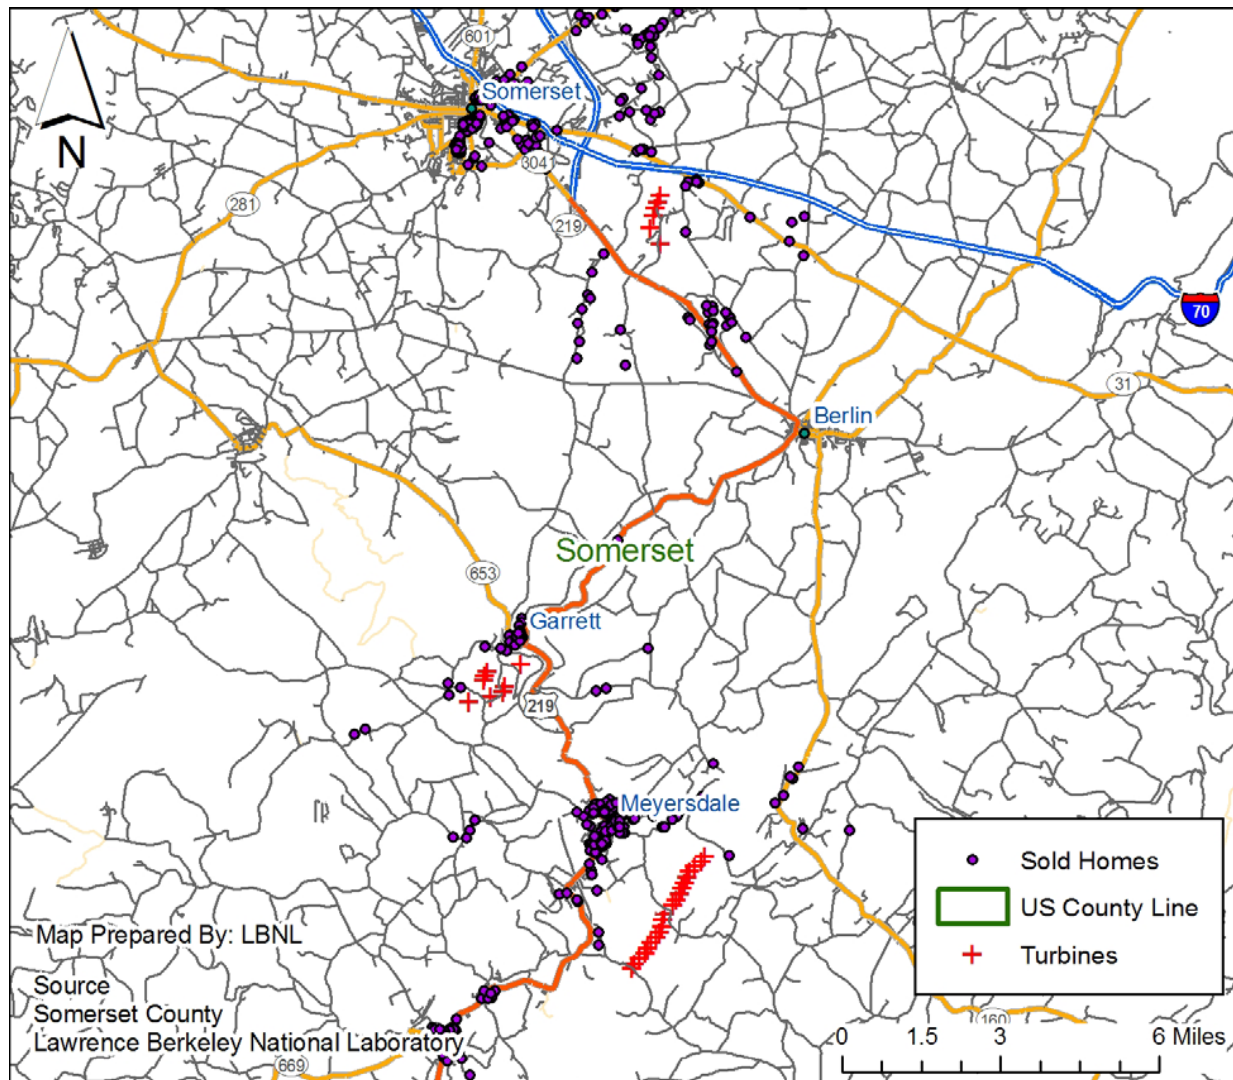 601
Somerset
N
3041
281
219
70
31
Berlin
Somerset
653
Garrett
219
Meyersdale
Sold Homes
US County Line
Turbines
Map Prepared By: LBNL
Source
Somerset County
Lawrence Berkeley National Laboratory
160
669
0 1.5 3 6 Miles